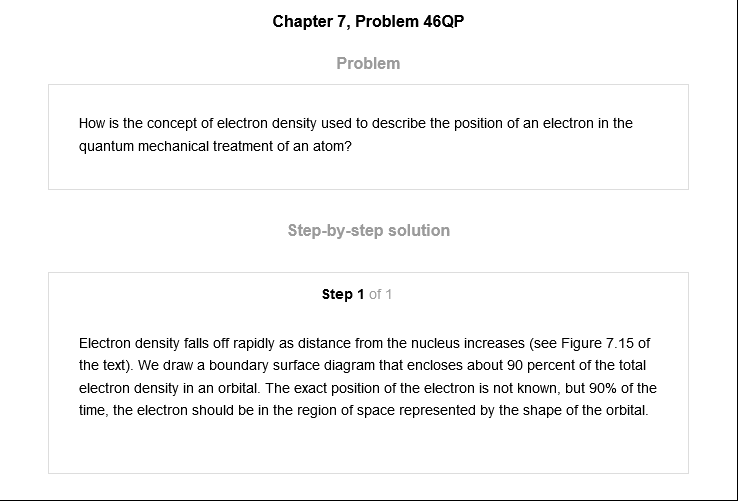 Chapter 7, Problem 46QP
Problem
How is the concept of electron density used to describe the position of an electron in the
quantum mechanical treatment of an atom?
Step-by-step solution
Step 1 of 1
Electron density falls off rapidly as distance from the nucleus increases (see Figure 7.15 of
the text). We draw a boundary surface diagram that encloses about 90 percent of the total
electron density in an orbital. The exact position of the electron is not known, but 90% of the
time, the electron should be in the region of space represented by the shape of the orbital.